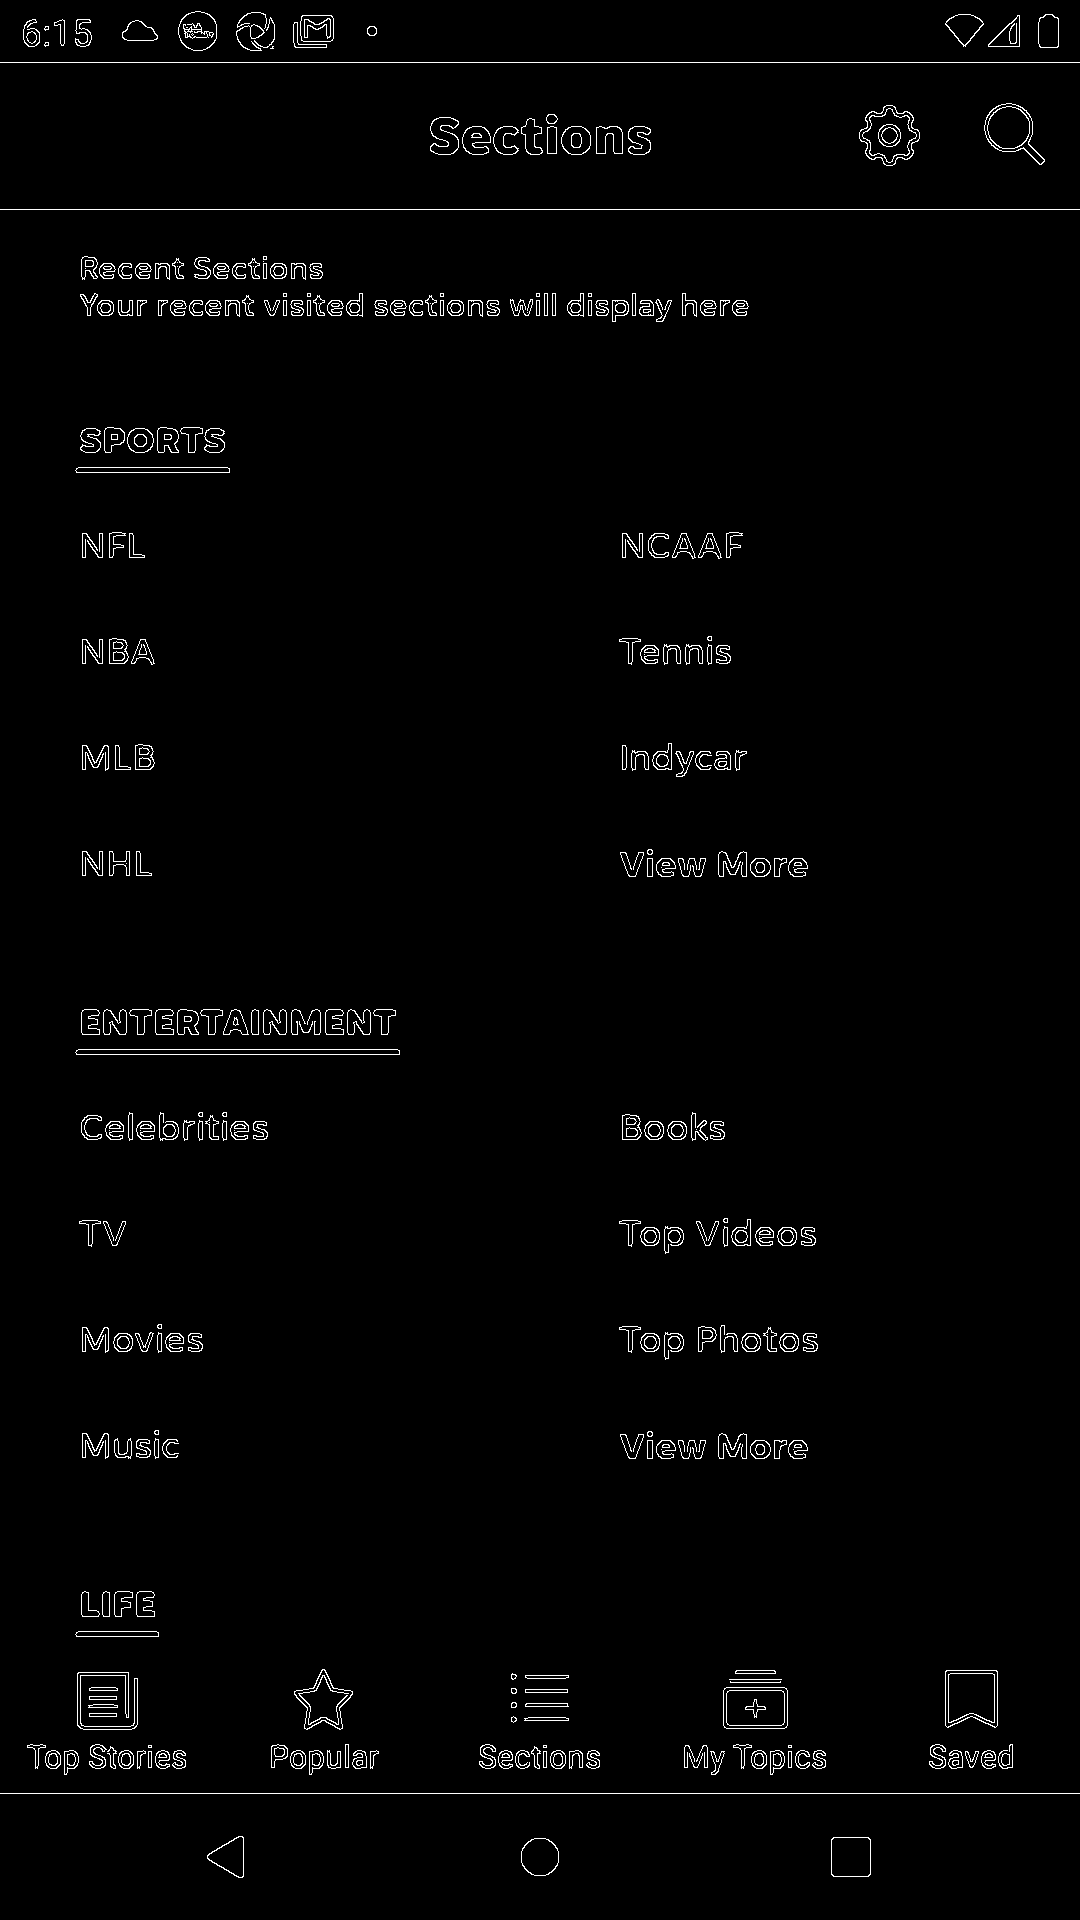 6:15
Sections
Recent Sections
Your recent visited sections will display here
SPORTS
NFL
NCAAF
NBA
Tennis
MLB
Indycar
NHL
View More
ENTERTAINMENT
Celebrities
Books
TV
Top Videos
Movies
Top Photos
Music
View More
LIFE
Top Stories
Popular
Sections
My Topics
Saved